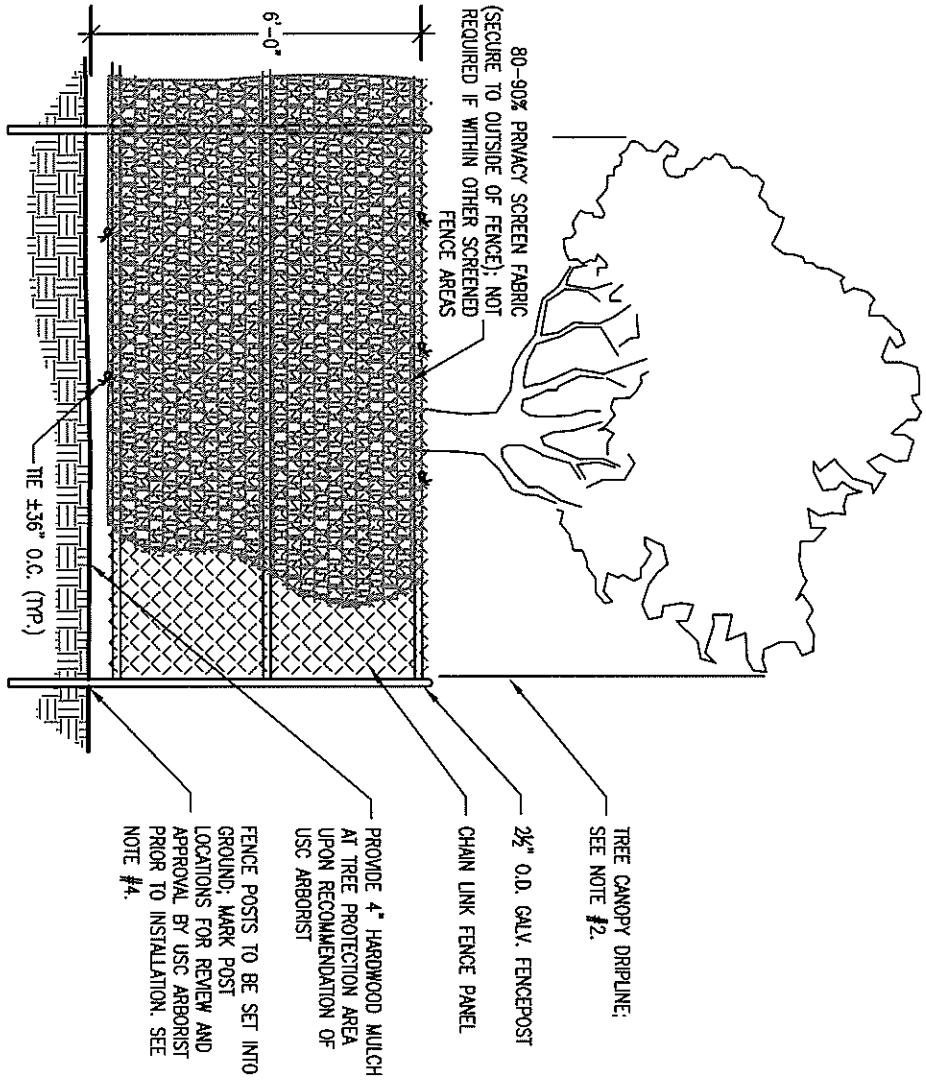 80-90% PRIVACY SCREEN FABRIC
(SECURE TO OUTSIDE OF FENCE); NOT
REQUIRED IF WITHIN OTHER SCREENED
FENCE AREAS
6'-0"
TIE ±36" O.C. (TYP.)
TREE CANOPY DRIPLINE;
SEE NOTE #2.
2½" O.D. GALV. FENCEPOST
CHAIN LINK FENCE PANEL
PROVIDE 4" HARDWOOD MULCH
AT TREE PROTECTION AREA
UPON RECOMMENDATION OF
USC ARBORIST
FENCE POSTS TO BE SET INTO
GROUND; MARK POST
LOCATIONS FOR REVIEW AND
APPROVAL BY USC ARBORIST
PRIOR TO INSTALLATION. SEE
NOTE #4.